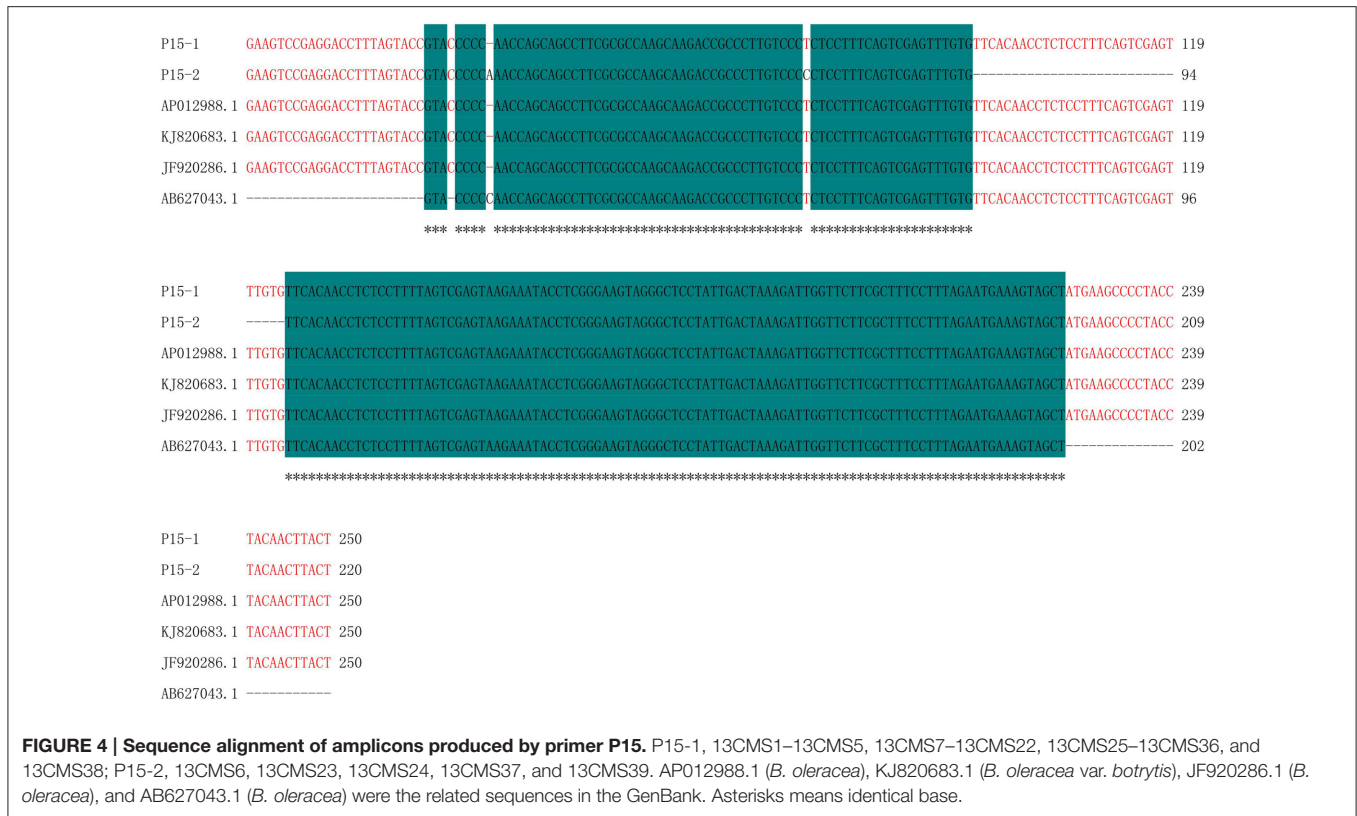 P15-1 GAAGTCCGAGGACCTTTAGTACCGTACCCCC-AACCAGCAGCCTTCGCGCCAAGCAAGACCGCCCTTGTCCCTCTCCTTTCAGTCGAGTTTGTGTTCACAACCTCTCCTTTCAGTCGAGT 119
P15-2 GAAGTCCGAGGACCTTTAGTACCGTACCCCCAAACCAGCAGCCTTCGCGCCAAGCAAGACCGCCCTTGTCCCCCTCCTTTCAGTCGAGTTTGTG-------------------------- 94
AP012988.1 GAAGTCCGAGGACCTTTAGTACCGTACCCCC-AACCAGCAGCCTTCGCGCCAAGCAAGACCGCCCTTGTCCCTCTCCTTTCAGTCGAGTTTGTGTTCACAACCTCTCCTTTCAGTCGAGT 119
KJ820683.1 GAAGTCCGAGGACCTTTAGTACCGTACCCCC-AACCAGCAGCCTTCGCGCCAAGCAAGACCGCCCTTGTCCCTCTCCTTTCAGTCGAGTTTGTGTTCACAACCTCTCCTTTCAGTCGAGT 119
JF920286.1 GAAGTCCGAGGACCTTTAGTACCGTACCCCC-AACCAGCAGCCTTCGCGCCAAGCAAGACCGCCCTTGTCCCTCTCCTTTCAGTCGAGTTTGTGTTCACAACCTCTCCTTTCAGTCGAGT 119
AB627043.1 -----------------------GTA-CCCCCAACCAGCAGCCTTCGCGCCAAGCAAGACCGCCCTTGTCCCTCTCCTTTCAGTCGAGTTTGTGTTCACAACCTCTCCTTTCAGTCGAGT 96
*** **** **************************************** *********************
P15-1 TTGTGTTCACAACCTCTCCTTTTAGTCGAGTAAGAAATACCTCGGGAAGTAGGGCTCCTATTGACTAAAGATTGGTTCTTCGCTTTCCTTTAGAATGAAAGTAGCTATGAAGCCCCTACC 239
P15-2 -----TTCACAACCTCTCCTTTTAGTCGAGTAAGAAATACCTCGGGAAGTAGGGCTCCTATTGACTAAAGATTGGTTCTTCGCTTTCCTTTAGAATGAAAGTAGCTATGAAGCCCCTACC 209
AP012988.1 TTGTGTTCACAACCTCTCCTTTTAGTCGAGTAAGAAATACCTCGGGAAGTAGGGCTCCTATTGACTAAAGATTGGTTCTTCGCTTTCCTTTAGAATGAAAGTAGCTATGAAGCCCCTACC 239
KJ820683.1 TTGTGTTCACAACCTCTCCTTTTAGTCGAGTAAGAAATACCTCGGGAAGTAGGGCTCCTATTGACTAAAGATTGGTTCTTCGCTTTCCTTTAGAATGAAAGTAGCTATGAAGCCCCTACC 239
JF920286.1 TTGTGTTCACAACCTCTCCTTTTAGTCGAGTAAGAAATACCTCGGGAAGTAGGGCTCCTATTGACTAAAGATTGGTTCTTCGCTTTCCTTTAGAATGAAAGTAGCTATGAAGCCCCTACC 239
AB627043.1 TTGTGTTCACAACCTCTCCTTTTAGTCGAGTAAGAAATACCTCGGGAAGTAGGGCTCCTATTGACTAAAGATTGGTTCTTCGCTTTCCTTTAGAATGAAAGTAGCT-------------- 202
*****************************************************************************************************
P15-1 TACAACTTACT 250
P15-2 TACAACTTACT 220
AP012988.1 TACAACTTACT 250
KJ820683.1 TACAACTTACT 250
JF920286.1 TACAACTTACT 250
AB627043.1 -----------
FIGURE 4 | Sequence alignment of amplicons produced by primer P15. P15-1, 13CMS1–13CMS5, 13CMS7–13CMS22, 13CMS25–13CMS36, and
13CMS38; P15-2, 13CMS6, 13CMS23, 13CMS24, 13CMS37, and 13CMS39. AP012988.1 (B. oleracea), KJ820683.1 (B. oleracea var. botrytis), JF920286.1 (B.
oleracea), and AB627043.1 (B. oleracea) were the related sequences in the GenBank. Asterisks means identical base.